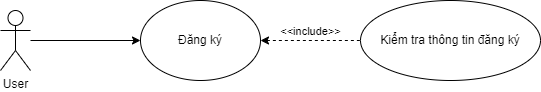 Đăng ký
<<include>>
Kiểm tra thông tin đăng ký
User